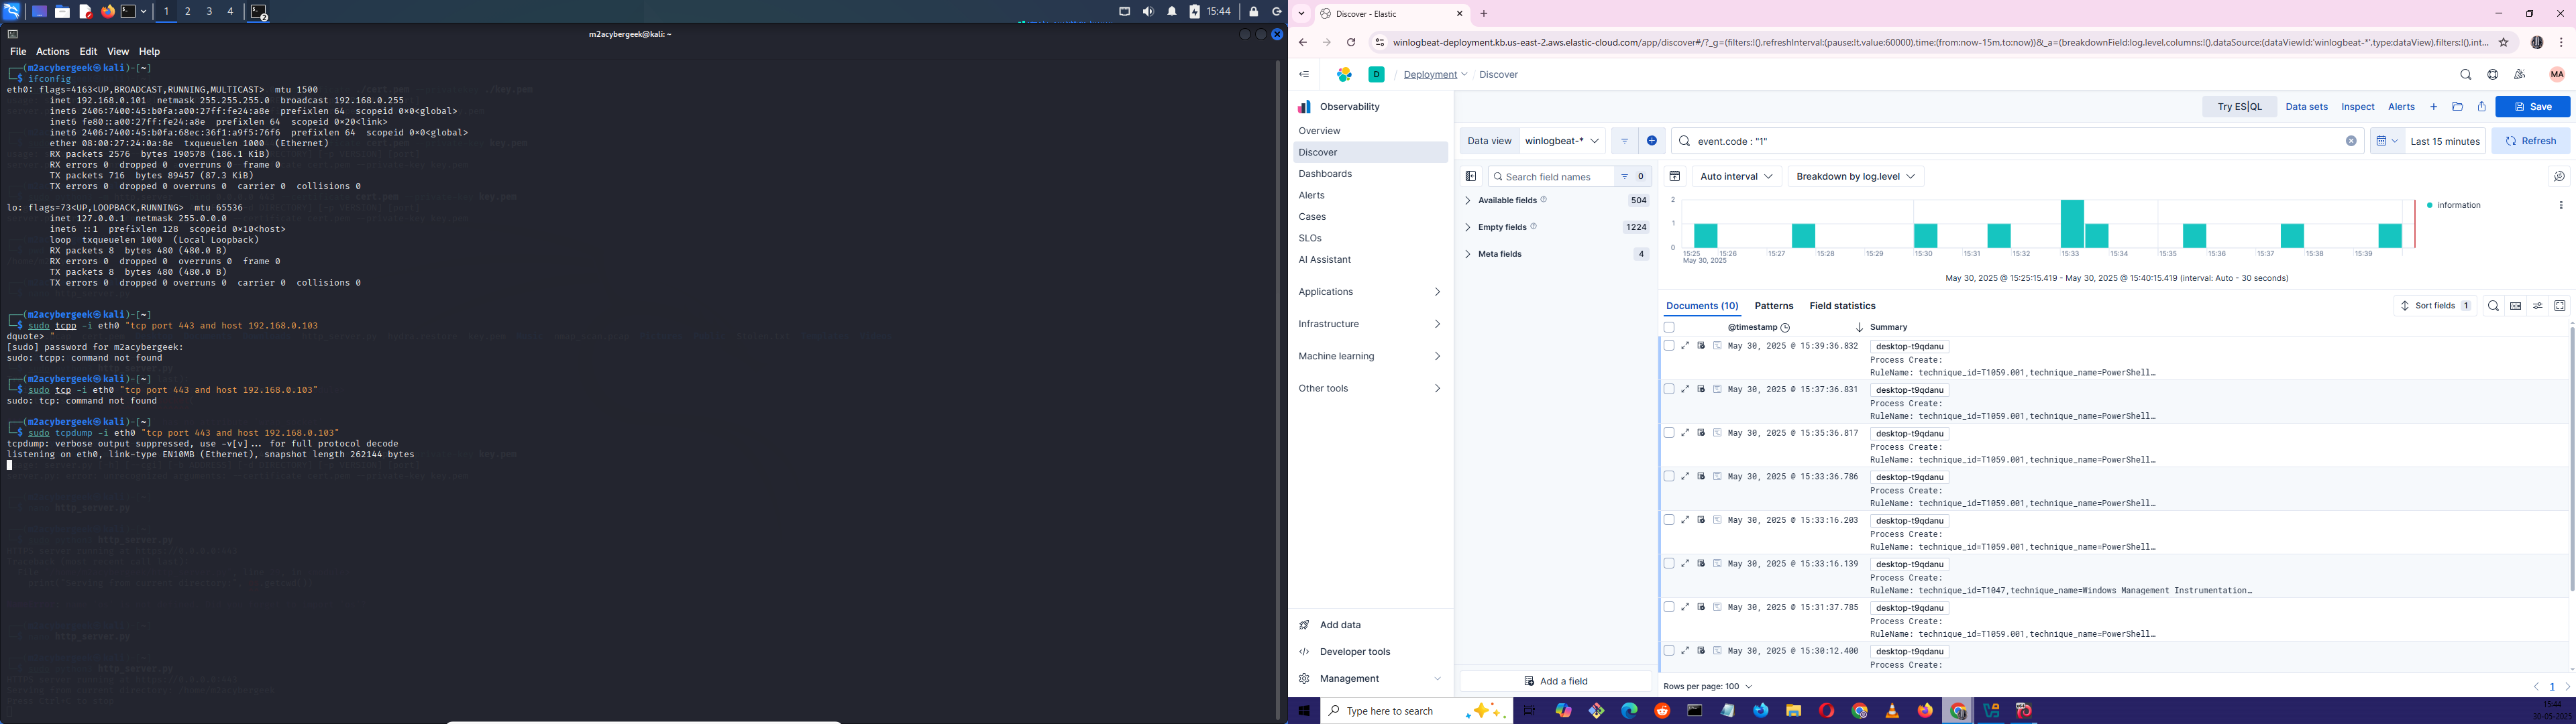 1 2 3 4 2 15:44
m2acybergeek@kali: ~
File Actions Edit View Help
┌──(m2acybergeek㉿kali)-[~]
└─$ ifconfig
eth0: flags=4163<UP,BROADCAST,RUNNING,MULTICAST> mtu 1500
inet 192.168.0.101 netmask 255.255.255.0 broadcast 192.168.0.255
inet6 2406:7400:45:b0fa:a00:27ff:fe24:a8e prefixlen 64 scopeid 0×0<global>
inet6 fe80::a00:27ff:fe24:a8e prefixlen 64 scopeid 0×20<link>
inet6 2406:7400:45:b0fa:68ec:36f1:a9f5:76f6 prefixlen 64 scopeid 0×0<global>
ether 08:00:27:24:0a:8e txqueuelen 1000 (Ethernet)
RX packets 2576 bytes 190578 (186.1 KiB)
RX errors 0 dropped 0 overruns 0 frame 0
TX packets 716 bytes 89457 (87.3 KiB)
TX errors 0 dropped 0 overruns 0 carrier 0 collisions 0
lo: flags=73<UP,LOOPBACK,RUNNING> mtu 65536
inet 127.0.0.1 netmask 255.0.0.0
inet6 ::1 prefixlen 128 scopeid 0×10<host>
loop txqueuelen 1000 (Local Loopback)
RX packets 8 bytes 480 (480.0 B)
RX errors 0 dropped 0 overruns 0 frame 0
TX packets 8 bytes 480 (480.0 B)
TX errors 0 dropped 0 overruns 0 carrier 0 collisions 0
┌──(m2acybergeek㉿kali)-[~]
└─$ sudo tcpp -i eth0 "tcp port 443 and host 192.168.0.103
dquote> "
[sudo] password for m2acybergeek:
sudo: tcpp: command not found
┌──(m2acybergeek㉿kali)-[~]
└─$ sudo tcp -i eth0 "tcp port 443 and host 192.168.0.103"
sudo: tcp: command not found
┌──(m2acybergeek㉿kali)-[~]
└─$ sudo tcpdump -i eth0 "tcp port 443 and host 192.168.0.103"
tcpdump: verbose output suppressed, use -v[v]... for full protocol decode
listening on eth0, link-type EN10MB (Ethernet), snapshot length 262144 bytes
Discover - Elastic
winlogbeat-deployment.kb.us-east-2.aws.elastic-cloud.com/app/discover#/?_g=(filters:!(),refreshInterval:(pause:!t,value:60000),time:(from:now-15m,to:now))&_a=(breakdownField:log.level,columns:!(),dataSource:(dataViewId:'winlogbeat-*',type:dataView),filters:!(),int...
D / Deployment / Discover MA
Observability
Overview
Discover
Dashboards
Alerts
Cases
SLOs
AI Assistant
Applications
Infrastructure
Machine learning
Other tools
Add data
Developer tools
Management
Try ES|QL Data sets Inspect Alerts Save
Data view winlogbeat-* event.code : "1" Last 15 minutes Refresh
Search field names 0
Available fields 504
Empty fields 1224
Meta fields 4
Add a field
Auto interval Breakdown by log.level
2
1
0
15:25 15:26 15:27 15:28 15:29 15:30 15:31 15:32 15:33 15:34 15:35 15:36 15:37 15:38 15:39
May 30, 2025
information
May 30, 2025 @ 15:25:15.419 - May 30, 2025 @ 15:40:15.419 (interval: Auto - 30 seconds)
Documents (10) Patterns Field statistics Sort fields 1
@timestamp Summary
May 30, 2025 @ 15:39:36.832 desktop-t9qdanu
Process Create:
RuleName: technique_id=T1059.001,technique_name=PowerShell…
May 30, 2025 @ 15:37:36.831 desktop-t9qdanu
Process Create:
RuleName: technique_id=T1059.001,technique_name=PowerShell…
May 30, 2025 @ 15:35:36.817 desktop-t9qdanu
Process Create:
RuleName: technique_id=T1059.001,technique_name=PowerShell…
May 30, 2025 @ 15:33:36.786 desktop-t9qdanu
Process Create:
RuleName: technique_id=T1059.001,technique_name=PowerShell…
May 30, 2025 @ 15:33:16.203 desktop-t9qdanu
Process Create:
RuleName: technique_id=T1059.001,technique_name=PowerShell…
May 30, 2025 @ 15:33:16.139 desktop-t9qdanu
Process Create:
RuleName: technique_id=T1047,technique_name=Windows Management Instrumentation…
May 30, 2025 @ 15:31:37.785 desktop-t9qdanu
Process Create:
RuleName: technique_id=T1059.001,technique_name=PowerShell…
May 30, 2025 @ 15:30:12.400 desktop-t9qdanu
Process Create:
Rows per page: 100 1
Type here to search
15:44
30-05-2025